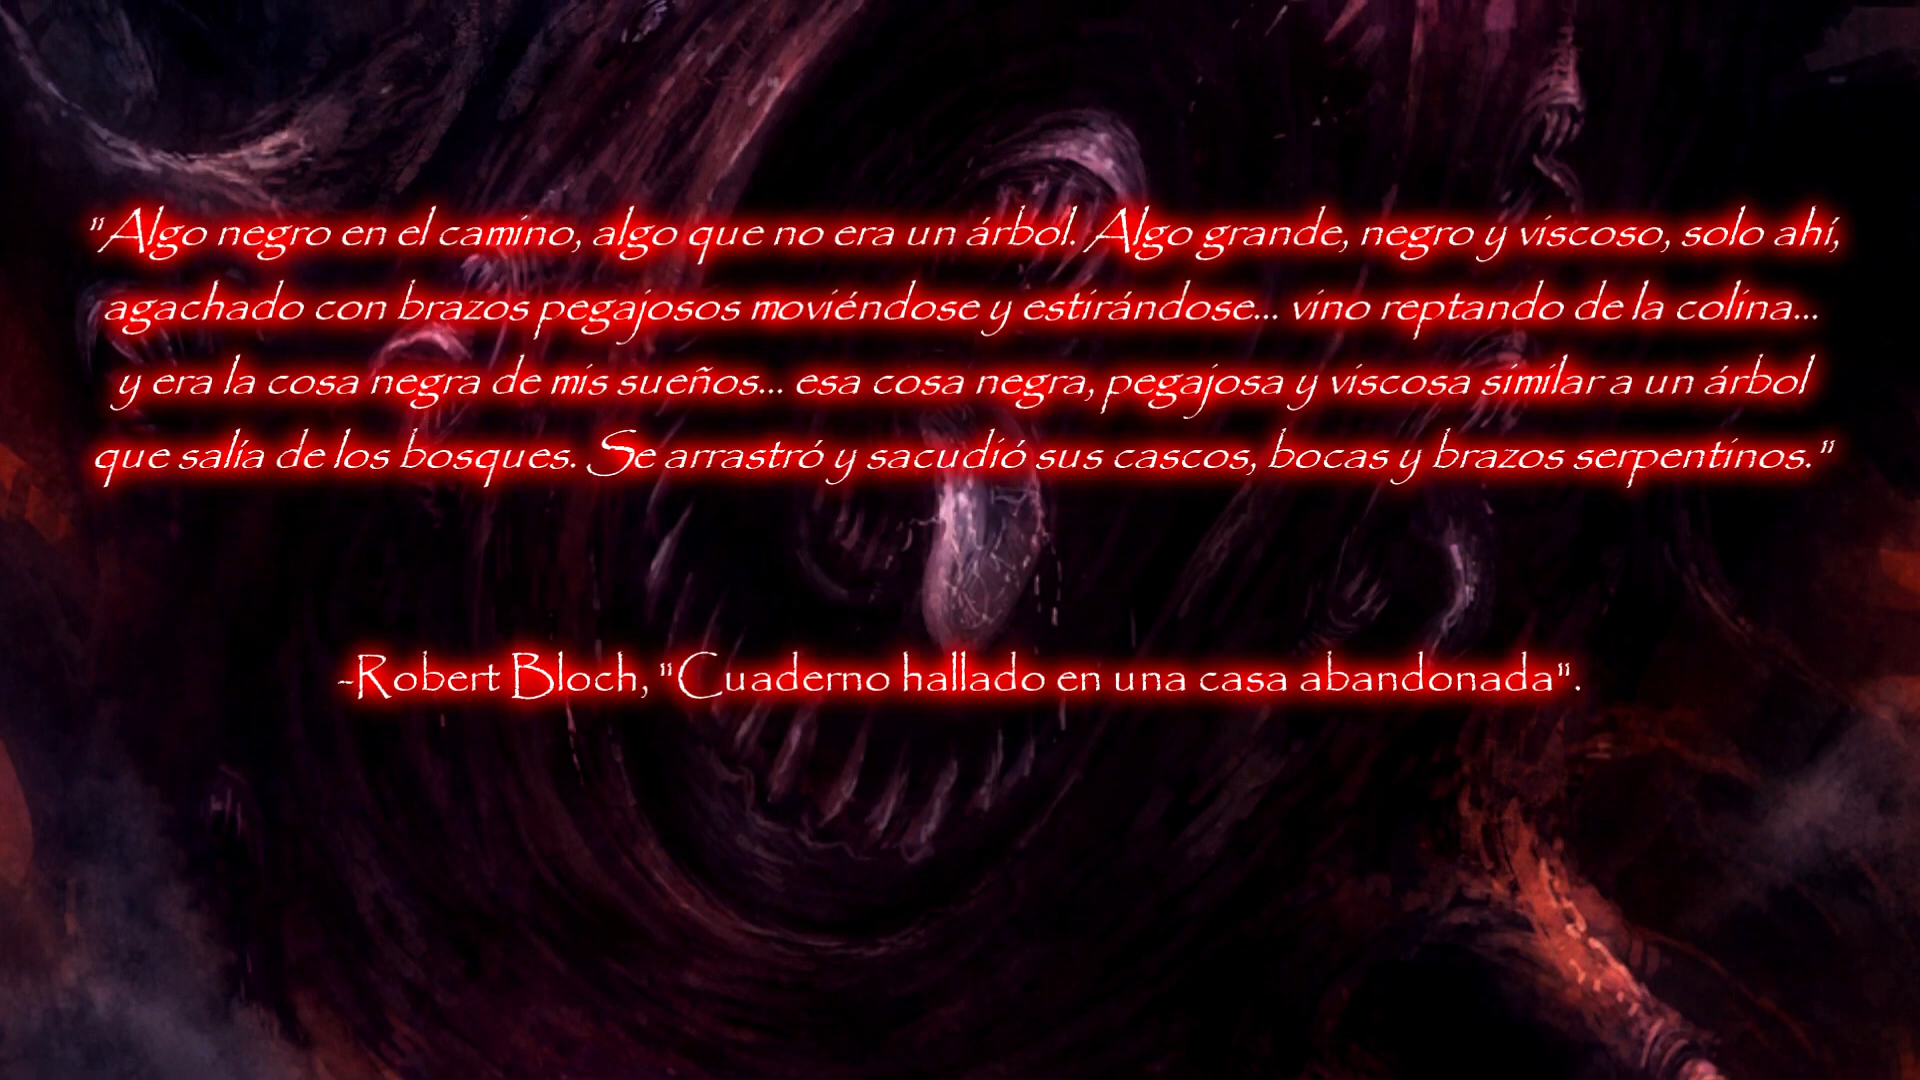 "Algo negro en el camino, algo que no era un árbol. Algo grande, negro y viscoso, solo ahí,
agachado con brazos pegajosos moviéndose y estirándose... vino reptando de la colina...
y era la cosa negra de mis sueños... esa cosa negra, pegajosa y viscosa similar a un árbol
que salía de los bosques. Se arrastró y sacudió sus cascos, bocas y brazos serpentinos."
-Robert Bloch, "Cuaderno hallado en una casa abandonada".